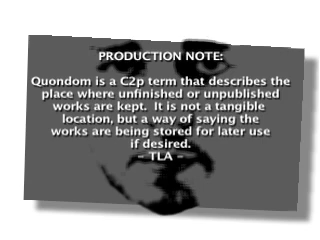 PRODUCTION NOTE:
Quondom is a C2p term that describes the
place where unfinished or unpublished
works are kept. It is not a tangible
location, but a way of saying the
works are being stored for later use
if desired.
- TLA -